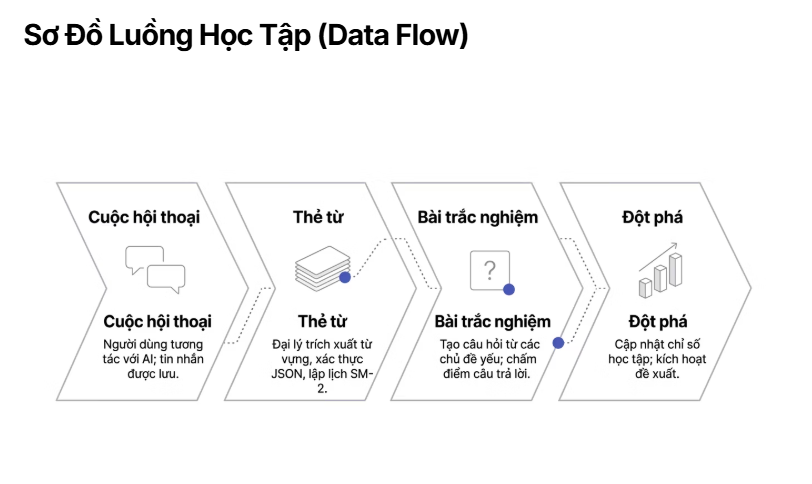 Sơ Đồ Luồng Học Tập (Data Flow)
Cuộc hội thoại
Cuộc hội thoại
Người dùng tương
tác với AI; tin nhắn
được lưu.
Thẻ từ
Thẻ từ
Đại lý trích xuất từ
vựng, xác thực
JSON, lập lịch SM-
2.
Bài trắc nghiệm
?
Bài trắc nghiệm
Tạo câu hỏi từ các
chủ đề yếu; chấm
điểm câu trả lời.
Đột phá
Đột phá
Cập nhật chỉ số
học tập; kích hoạt
đề xuất.